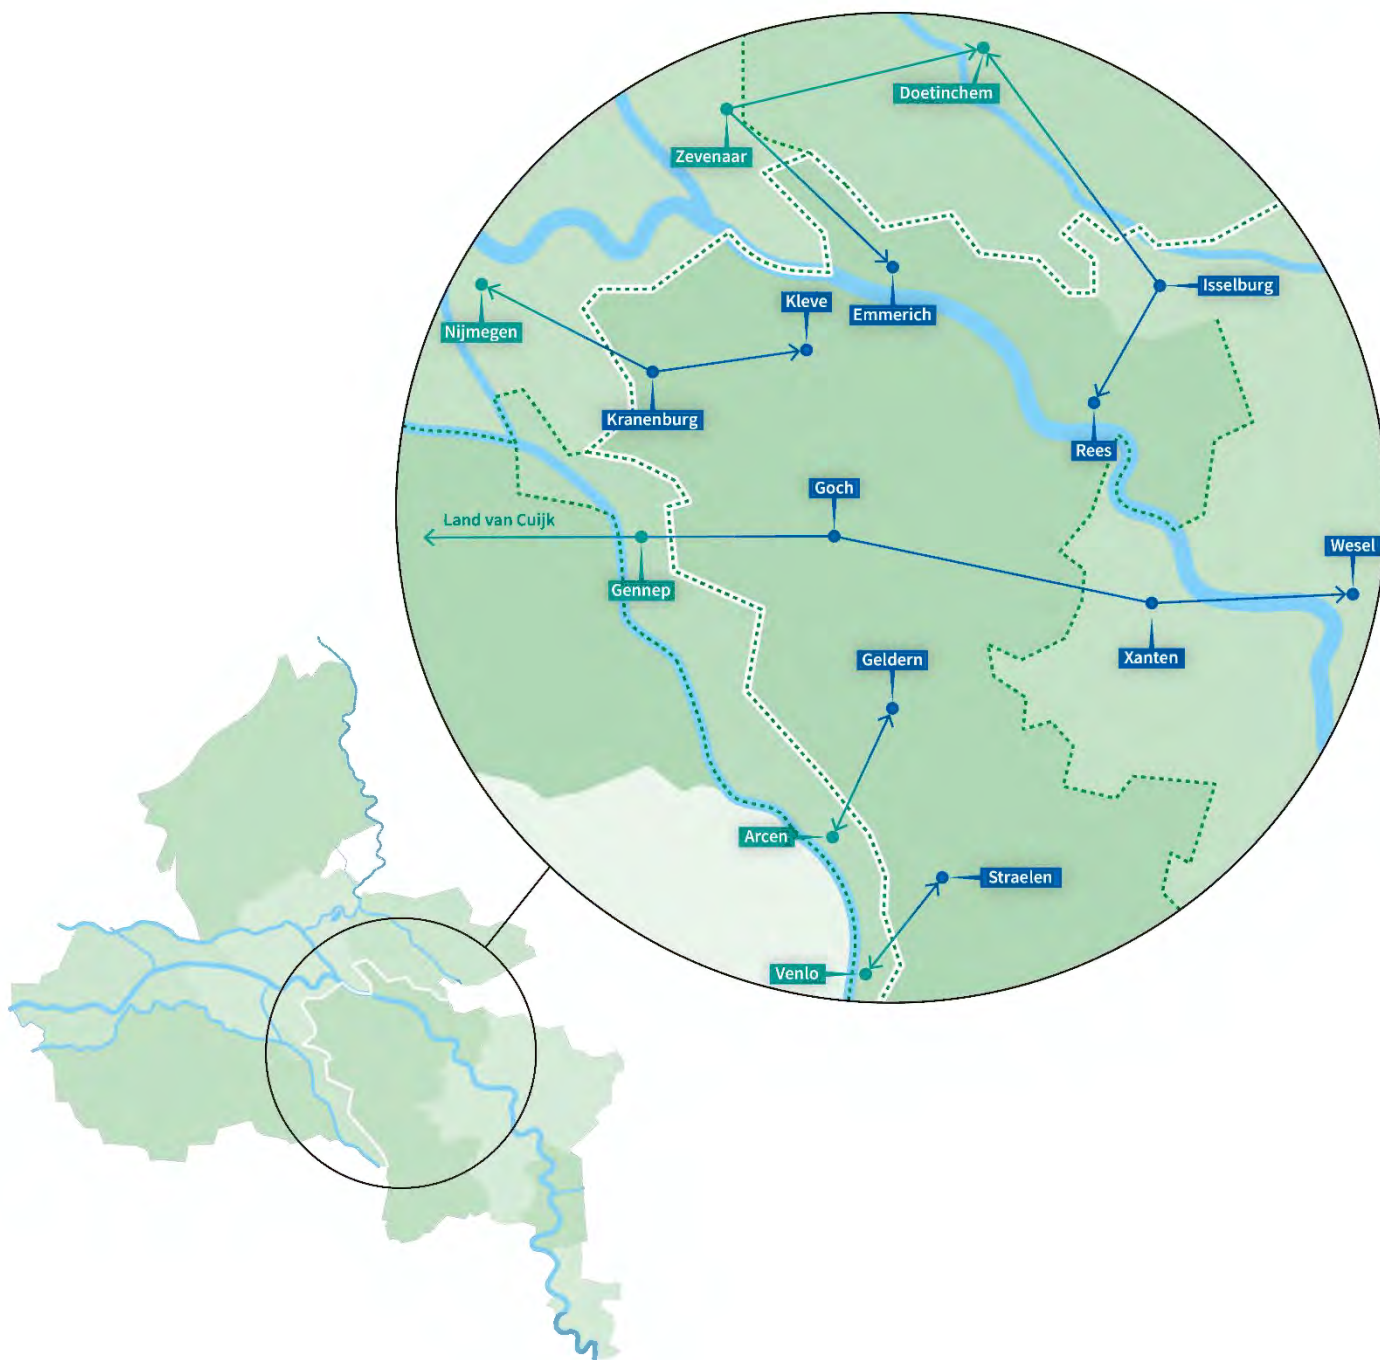 Doetinchem
Zevenaar
Isselburg
Kleve
Emmerich
Nijmegen
Kranenburg
Rees
Goch
Land van Cuijk
Wesel
Gennep
Xanten
Geldern
Arcen
Straelen
Venlo